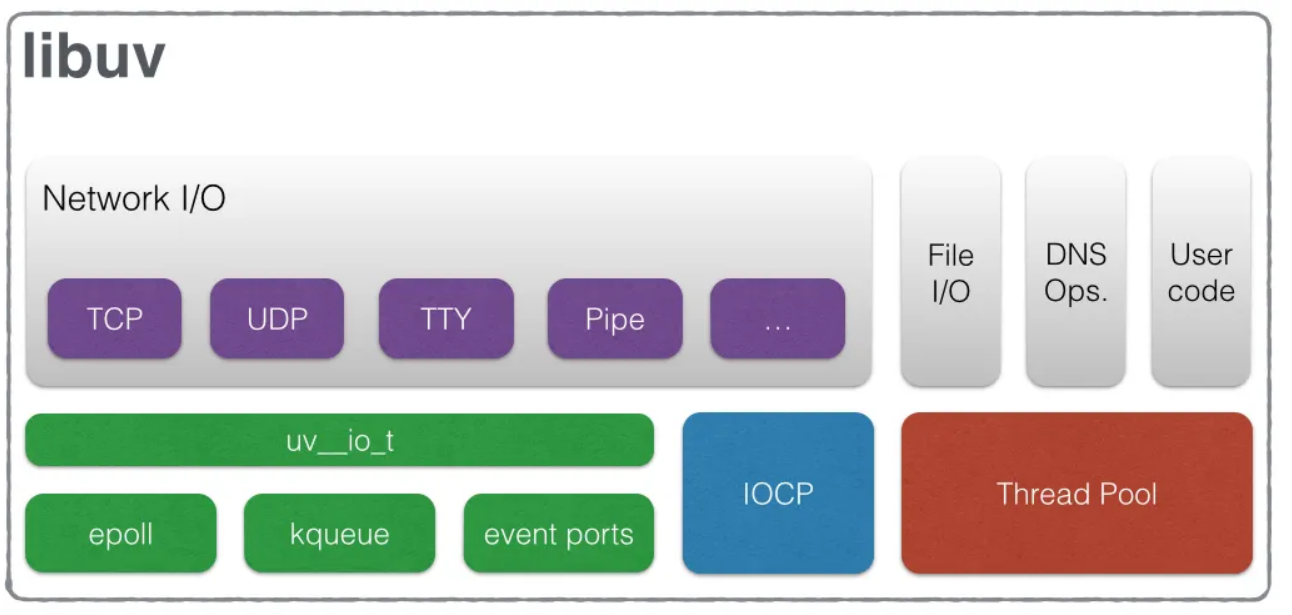 libuv
Network I/O
TCP
UDP
TTY
Pipe
...
File
I/O
DNS
Ops.
User
code
uv__io_t
epoll
kqueue
event ports
IOCP
Thread Pool